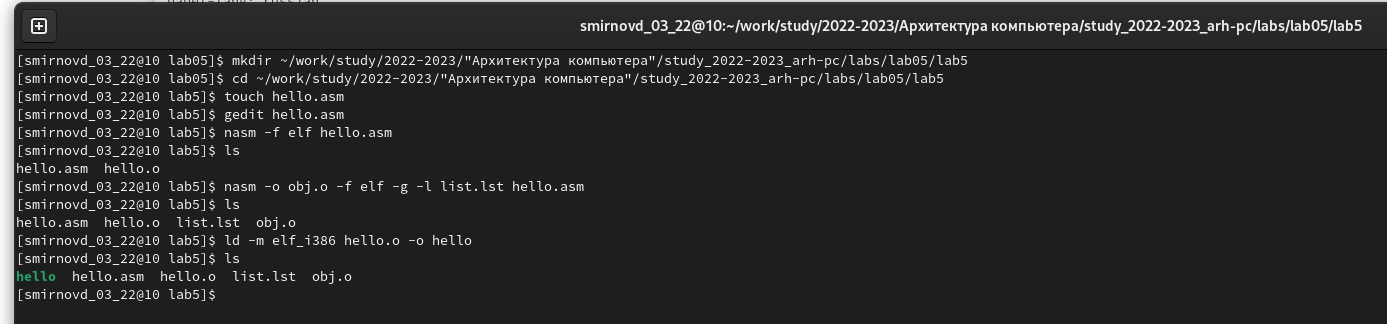 smirnovd_03_22@10:~/work/study/2022-2023/Архитектура компьютера/study_2022-2023_arh-pc/labs/lab05/lab5
[smirnovd_03_22@10 lab05]$ mkdir ~/work/study/2022-2023/"Архитектура компьютера"/study_2022-2023_arh-pc/labs/lab05/lab5
[smirnovd_03_22@10 lab05]$ cd ~/work/study/2022-2023/"Архитектура компьютера"/study_2022-2023_arh-pc/labs/lab05/lab5
[smirnovd_03_22@10 lab5]$ touch hello.asm
[smirnovd_03_22@10 lab5]$ gedit hello.asm
[smirnovd_03_22@10 lab5]$ nasm -f elf hello.asm
[smirnovd_03_22@10 lab5]$ ls
hello.asm  hello.o
[smirnovd_03_22@10 lab5]$ nasm -o obj.o -f elf -g -l list.lst hello.asm
[smirnovd_03_22@10 lab5]$ ls
hello.asm  hello.o  list.lst  obj.o
[smirnovd_03_22@10 lab5]$ ld -m elf_i386 hello.o -o hello
[smirnovd_03_22@10 lab5]$ ls
hello  hello.asm  hello.o  list.lst  obj.o
[smirnovd_03_22@10 lab5]$